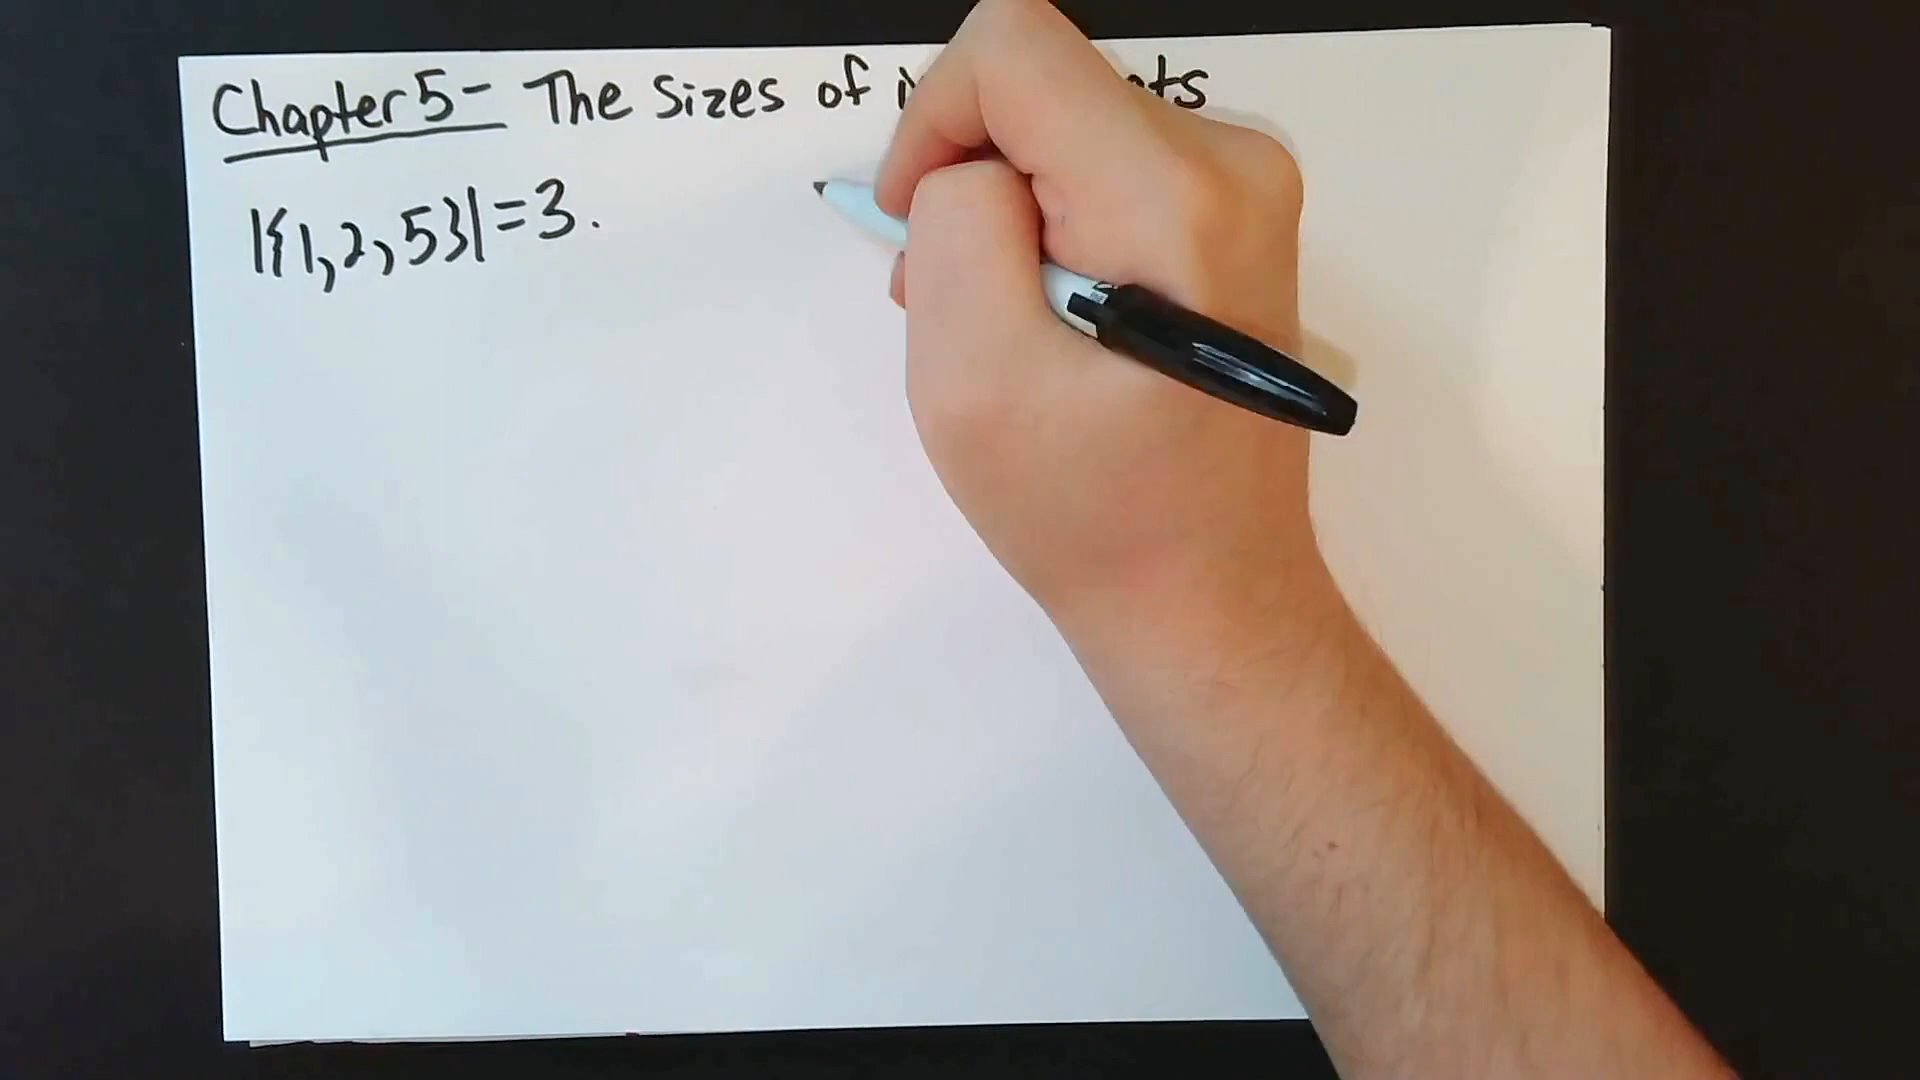 Chapter 5- The Sizes of
|{1,2,5}|=3.